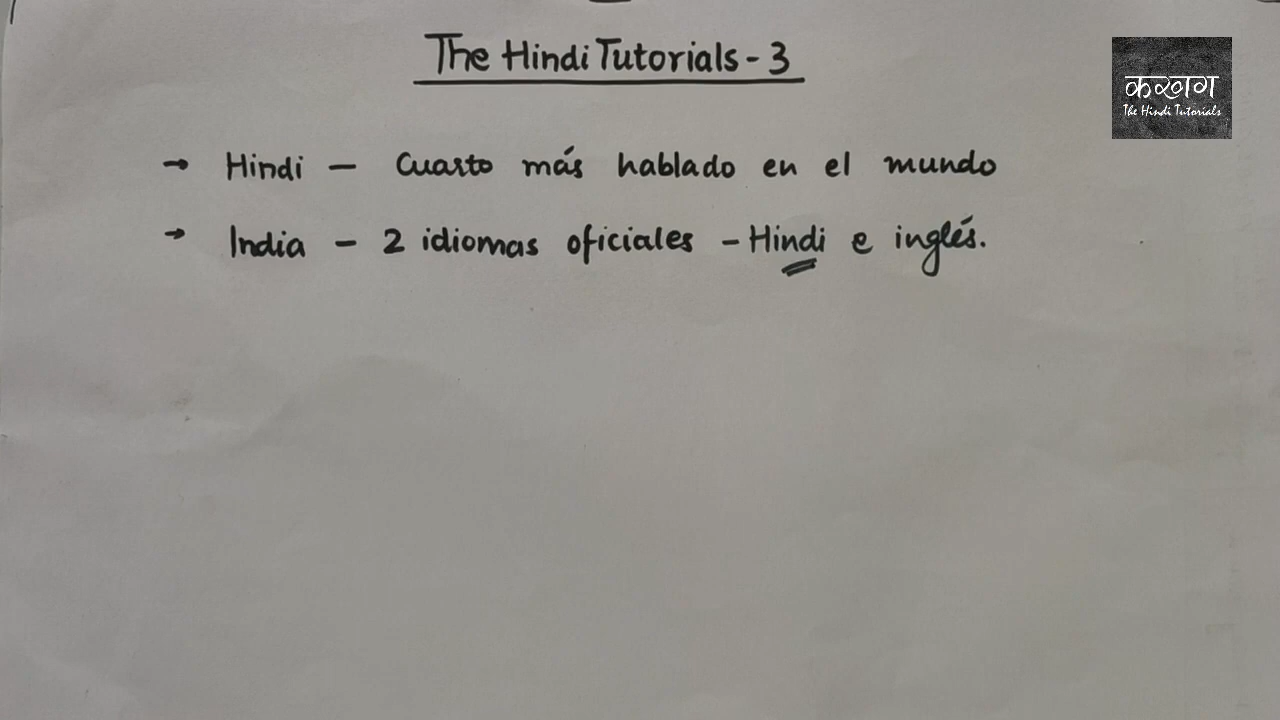 The Hindi Tutorials - 3
कखग
The Hindi Tutorials
→ Hindi — Cuarto más hablado en el mundo
→ India - 2 idiomas oficiales - Hindi e inglés.